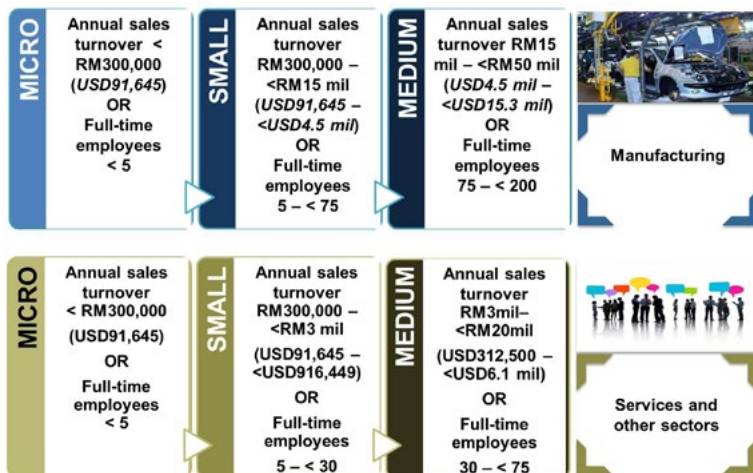 MICRO
Annual sales
turnover <
RM300,000
(USD91,645)
OR
Full-time
employees
< 5
SMALL
Annual sales
turnover
RM300,000 –
<RM15 mil
(USD91,645 –
<USD4.5 mil)
OR
Full-time
employees
5 – < 75
MEDIUM
Annual sales
turnover RM15
mil – <RM50 mil
(USD4.5 mil –
<USD15.3 mil)
OR
Full-time
employees
75 – < 200
Manufacturing
MICRO
Annual sales
turnover
< RM300,000
(USD91,645)
OR
Full-time
employees
< 5
SMALL
Annual sales
turnover
RM300,000 –
<RM3 mil
(USD91,645 –
<USD916,449)
OR
Full-time
employees
5 – < 30
MEDIUM
Annual sales
turnover
RM3mil–
<RM20mil
(USD312,500 –
<USD6.1 mil)
OR
Full-time
employees
30 – < 75
Services and
other sectors